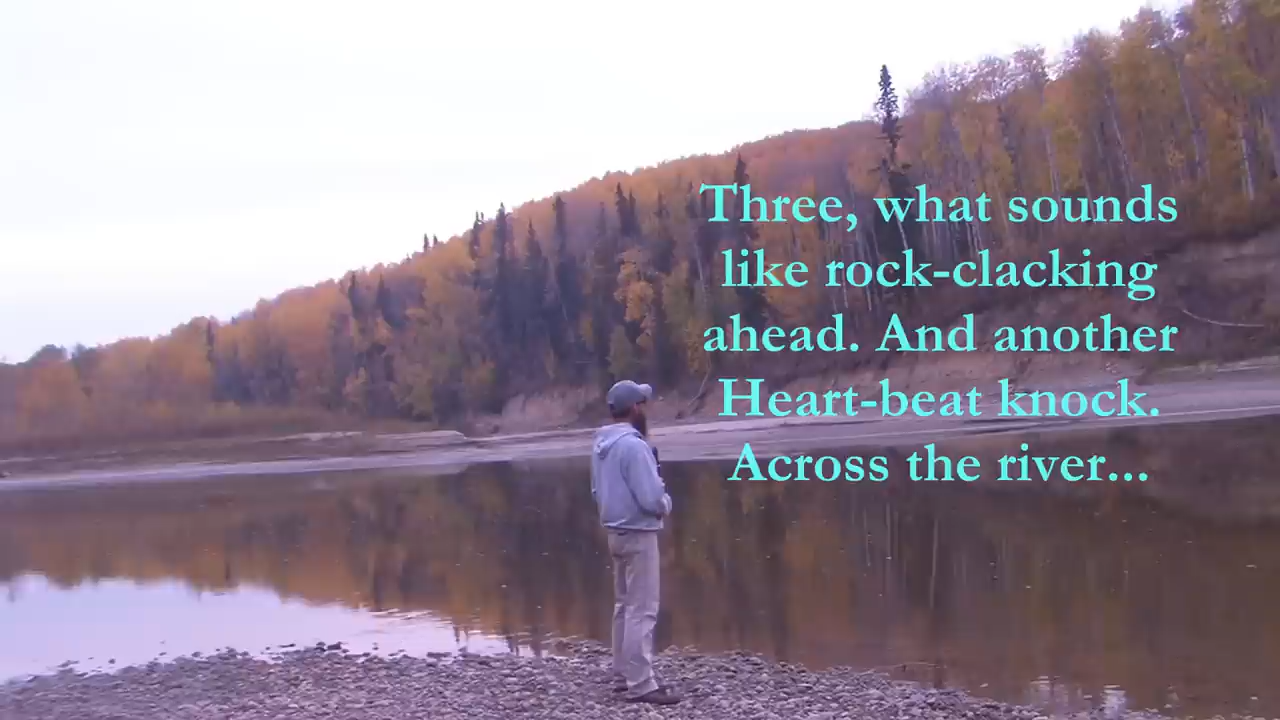 Three, what sounds
like rock-clacking
ahead. And another
Heart-beat knock.
Across the river...